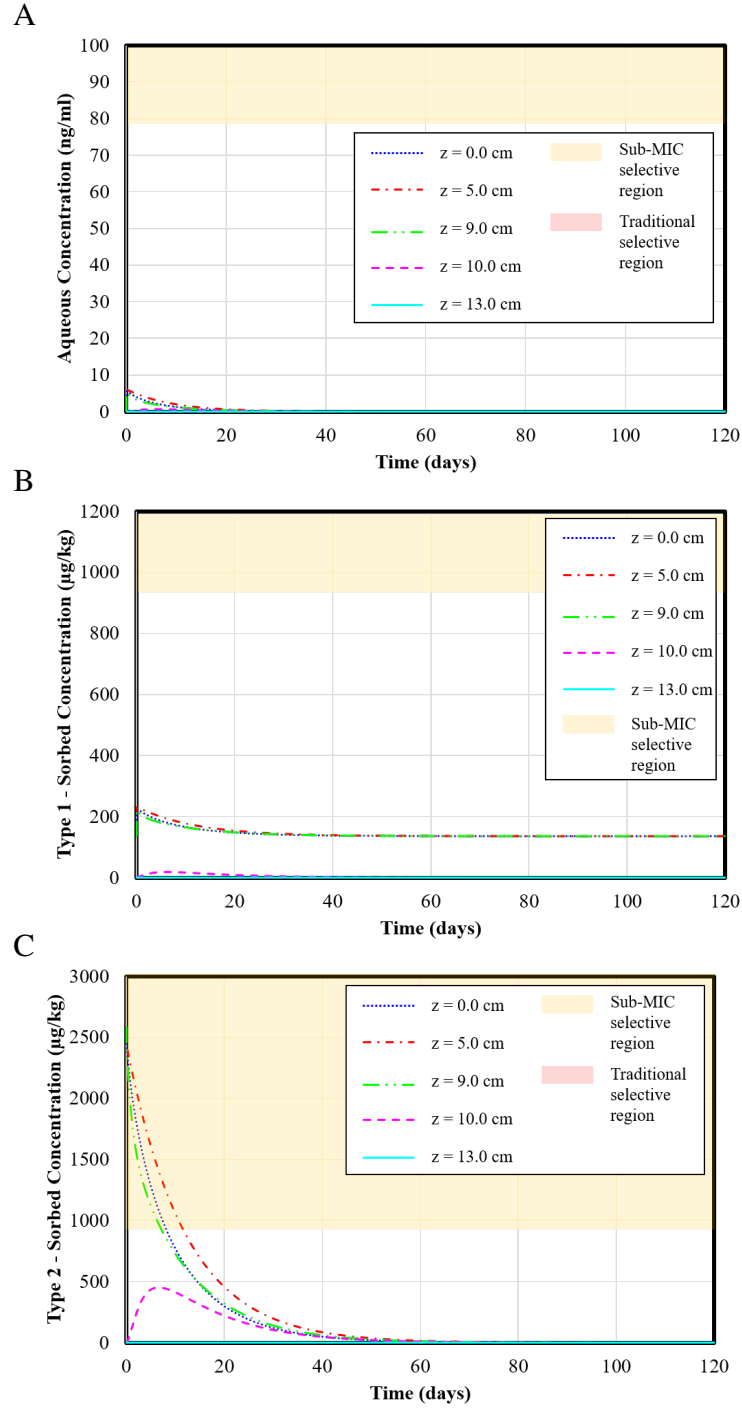 A
Aqueous Concentration (ng/ml)
100
90
80
70
60
50
40
30
20
10
0
z = 0.0 cm
z = 5.0 cm
z = 9.0 cm
z = 10.0 cm
z = 13.0 cm
Sub-MIC
selective
region
Traditional
selective
region
0 20 40 60 80 100 120
Time (days)
B
Type 1 - Sorbed Concentration (µg/kg)
1200
1000
800
600
400
200
0
z = 0.0 cm
z = 5.0 cm
z = 9.0 cm
z = 10.0 cm
z = 13.0 cm
Sub-MIC
selective
region
0 20 40 60 80 100 120
Time (days)
C
Type 2 - Sorbed Concentration (µg/kg)
3000
2500
2000
1500
1000
500
0
z = 0.0 cm
z = 5.0 cm
z = 9.0 cm
z = 10.0 cm
z = 13.0 cm
Sub-MIC
selective
region
Traditional
selective
region
0 20 40 60 80 100 120
Time (days)